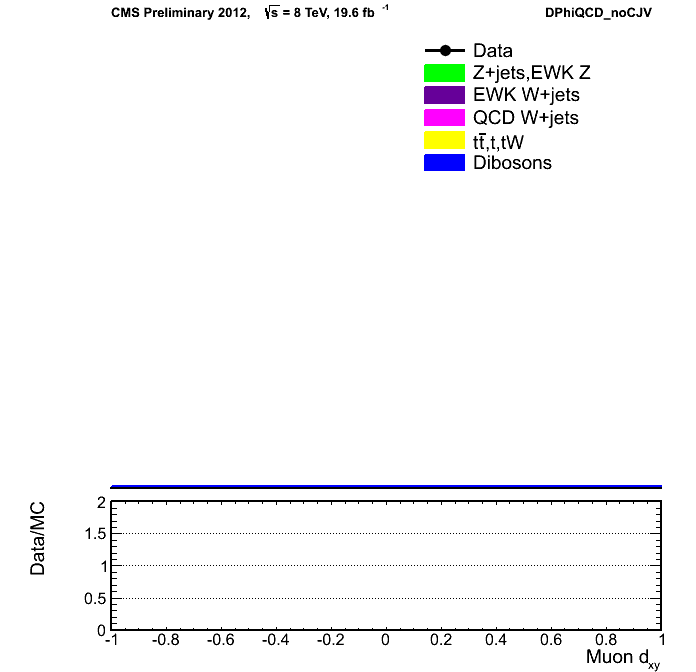 CMS Preliminary 2012, √s = 8 TeV, 19.6 fb⁻¹ DPhiQCD_noCJV
Data
Z+jets,EWK Z
EWK W+jets
QCD W+jets
tt̅,t,tW
Dibosons
Data/MC
2
1.5
1
0.5
0
-1 -0.8 -0.6 -0.4 -0.2 0 0.2 0.4 0.6 0.8 1
Muon d_xy